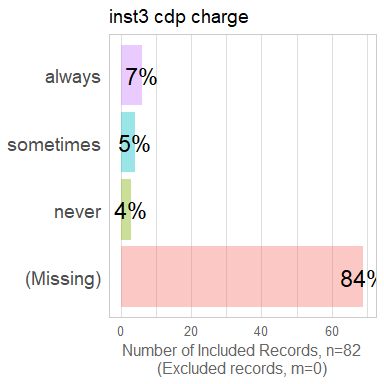 inst3 cdp charge
always
7%
sometimes
5%
never
4%
(Missing)
84%
0 20 40 60
Number of Included Records, n=82
(Excluded records, m=0)